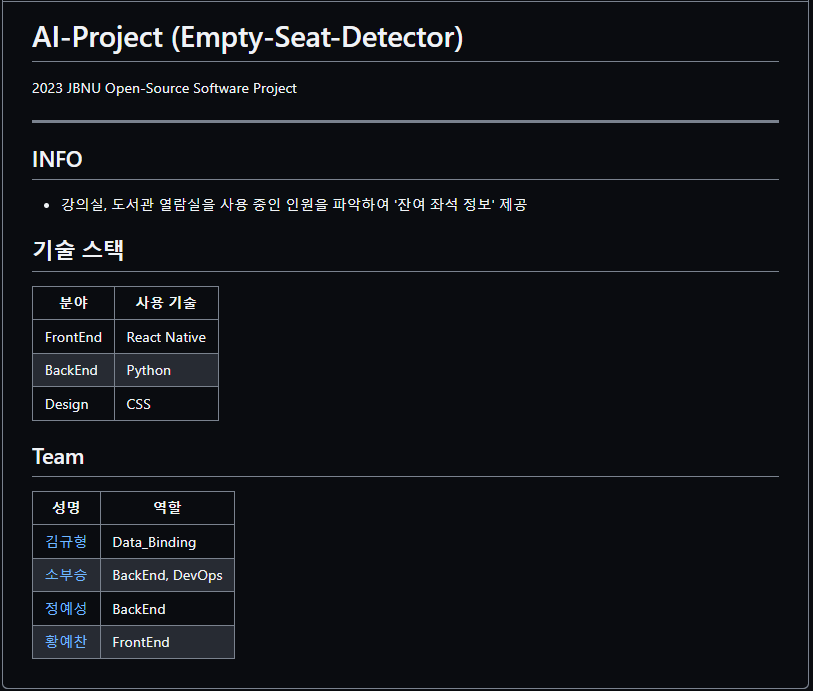 AI-Project (Empty-Seat-Detector)
2023 JBNU Open-Source Software Project
INFO
강의실, 도서관 열람실을 사용 중인 인원을 파악하여 '잔여 좌석 정보' 제공
기술 스택
분야 사용 기술
FrontEnd React Native
BackEnd Python
Design CSS
Team
성명 역할
김규형 Data_Binding
소부승 BackEnd, DevOps
정예성 BackEnd
황예찬 FrontEnd